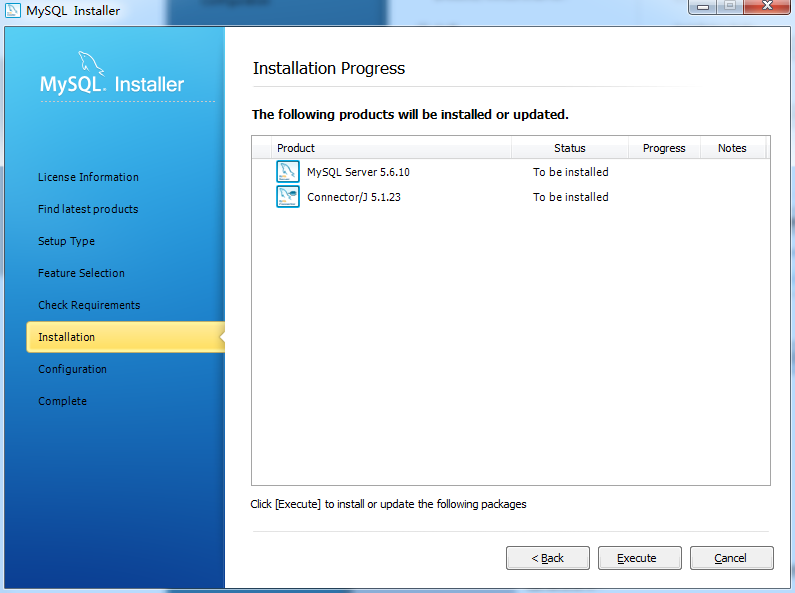 MySQL Installer
MySQL. Installer
License Information
Find latest products
Setup Type
Feature Selection
Check Requirements
Installation
Configuration
Complete
Installation Progress
The following products will be installed or updated.
Product Status Progress Notes
MySQL Server 5.6.10 To be installed
Connector/J 5.1.23 To be installed
Click [Execute] to install or update the following packages
< Back Execute Cancel